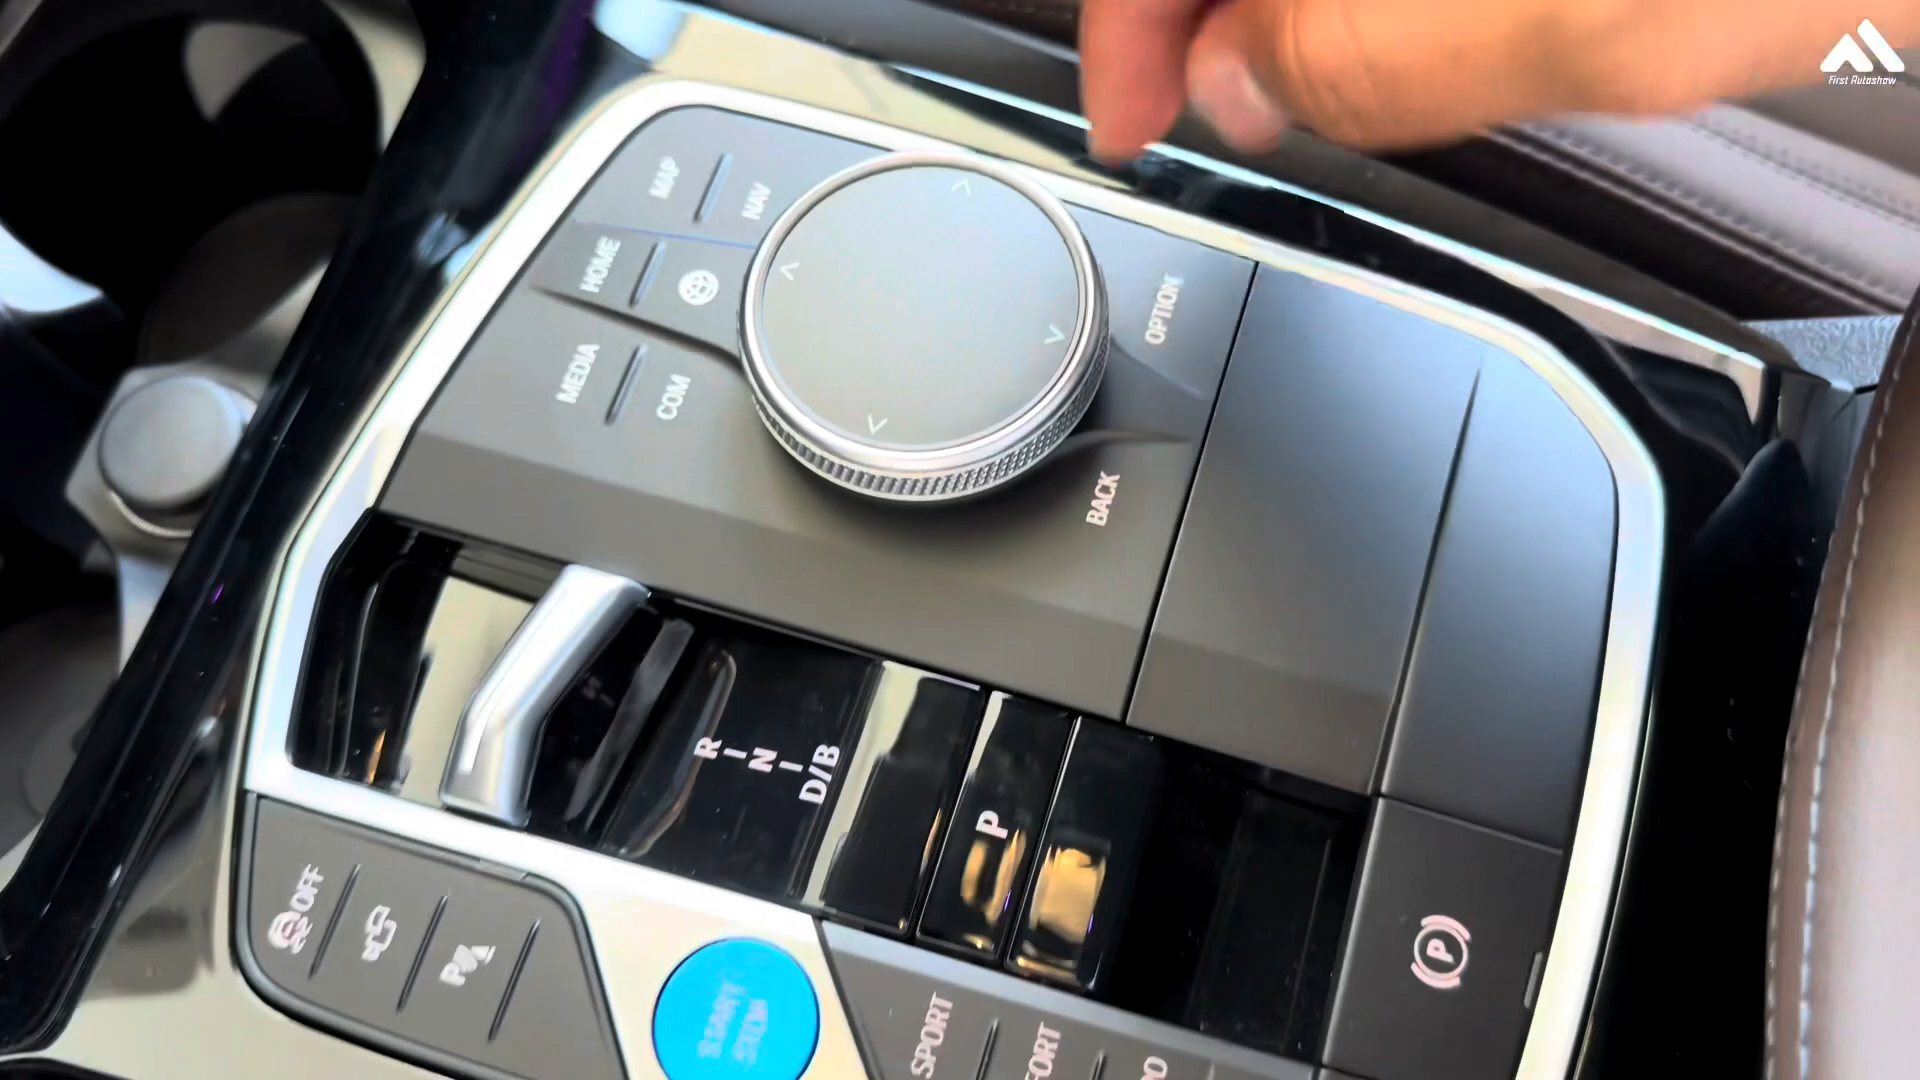 First Autoshow
MAP
NAV
HOME
MEDIA
COM
OPTION
BACK
R
N
D/B
P
OFF
P
P
START
STOP
SPORT